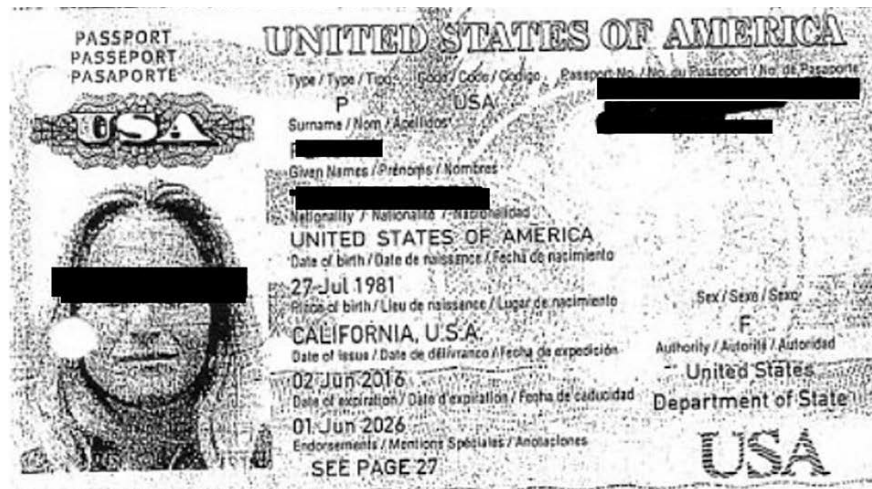 PASSPORT
PASSEPORT
PASAPORTE
USA
UNITED STATES OF AMERICA
Type / Type / Tipo Code / Code / Código Passport No. / No. du Passeport / No. de Pasaporte
P USA
Surname / Nom / Apellidos
Given Names / Prénoms / Nombres
Nationality / Nationalité / Nacionalidad
UNITED STATES OF AMERICA
Date of birth / Date de naissance / Fecha de nacimiento
27 Jul 1981
Place of birth / Lieu de naissance / Lugar de nacimiento
CALIFORNIA, U.S.A.
Date of issue / Date de délivrance / Fecha de expedición
02 Jun 2016
Date of expiration / Date d'expiration / Fecha de caducidad
01 Jun 2026
Endorsements / Mentions Spéciales / Anotaciones
SEE PAGE 27
Sex / Sexe / Sexo
F
Authority / Autorité / Autoridad
United States
Department of State
USA